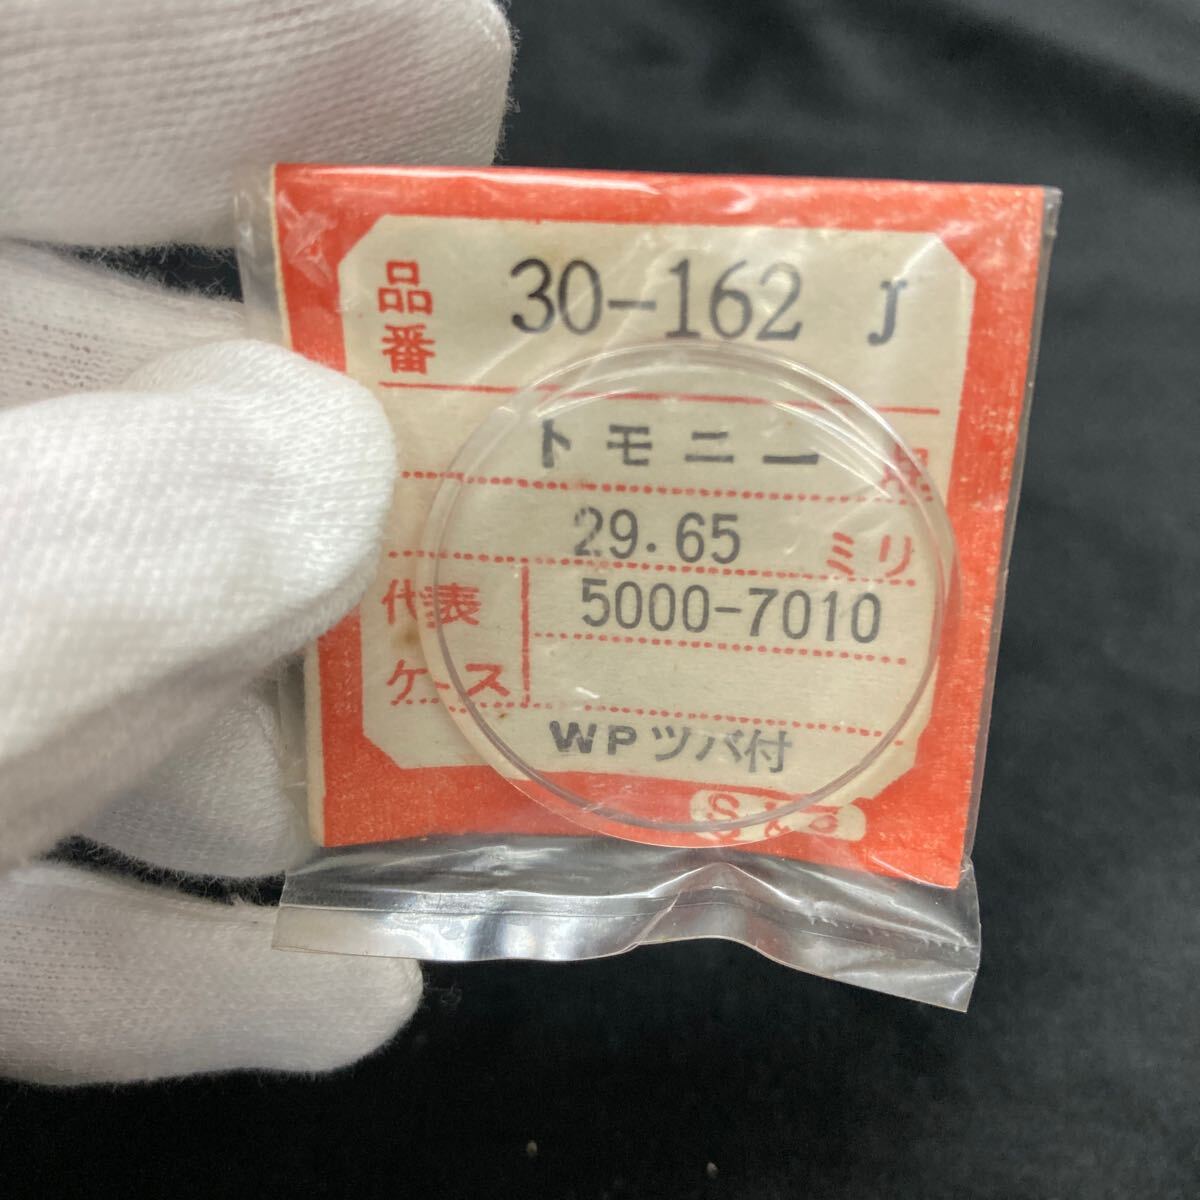 品番 30-162 J
トモニー
29.65 ミリ
代表ケース 5000-7010
WPツバ付